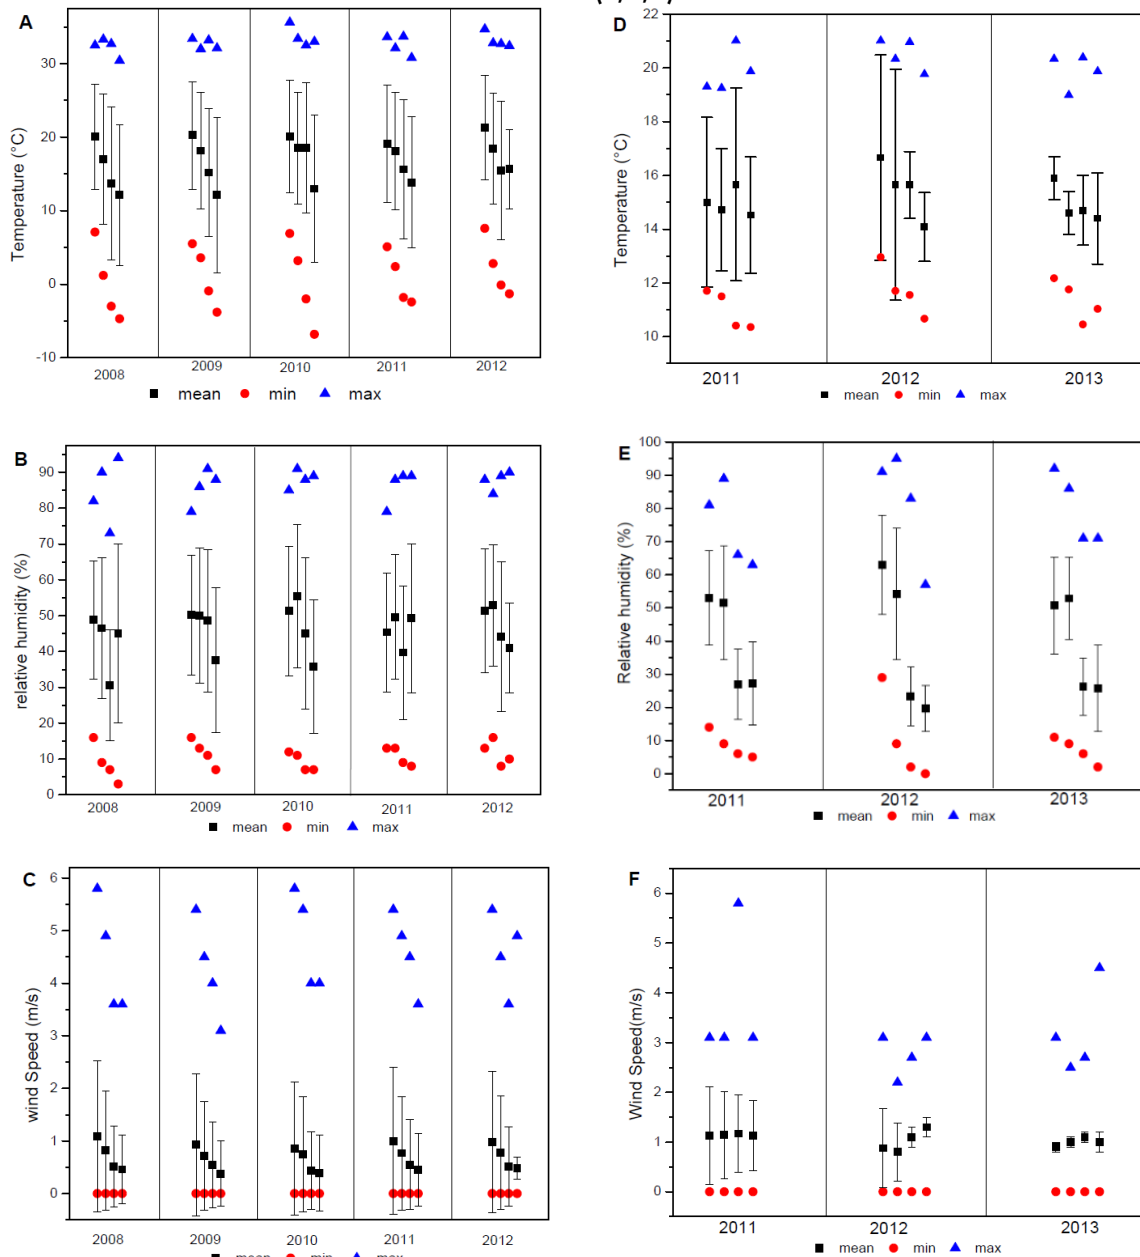 A
Temperature (°C)
30
20
10
0
-10
2008 2009 2010 2011 2012
mean min max
B
relative humidity (%)
90
80
70
60
50
40
30
20
10
0
2008 2009 2010 2011 2012
mean min max
C
wind Speed (m/s)
6
5
4
3
2
1
0
2008 2009 2010 2011 2012
mean min max
D
Temperature (°C)
22
20
18
16
14
12
10
2011 2012 2013
mean min max
E
Relative humidity (%)
100
90
80
70
60
50
40
30
20
10
0
2011 2012 2013
mean min max
F
Wind Speed(m/s)
6
5
4
3
2
1
0
2011 2012 2013
mean min max